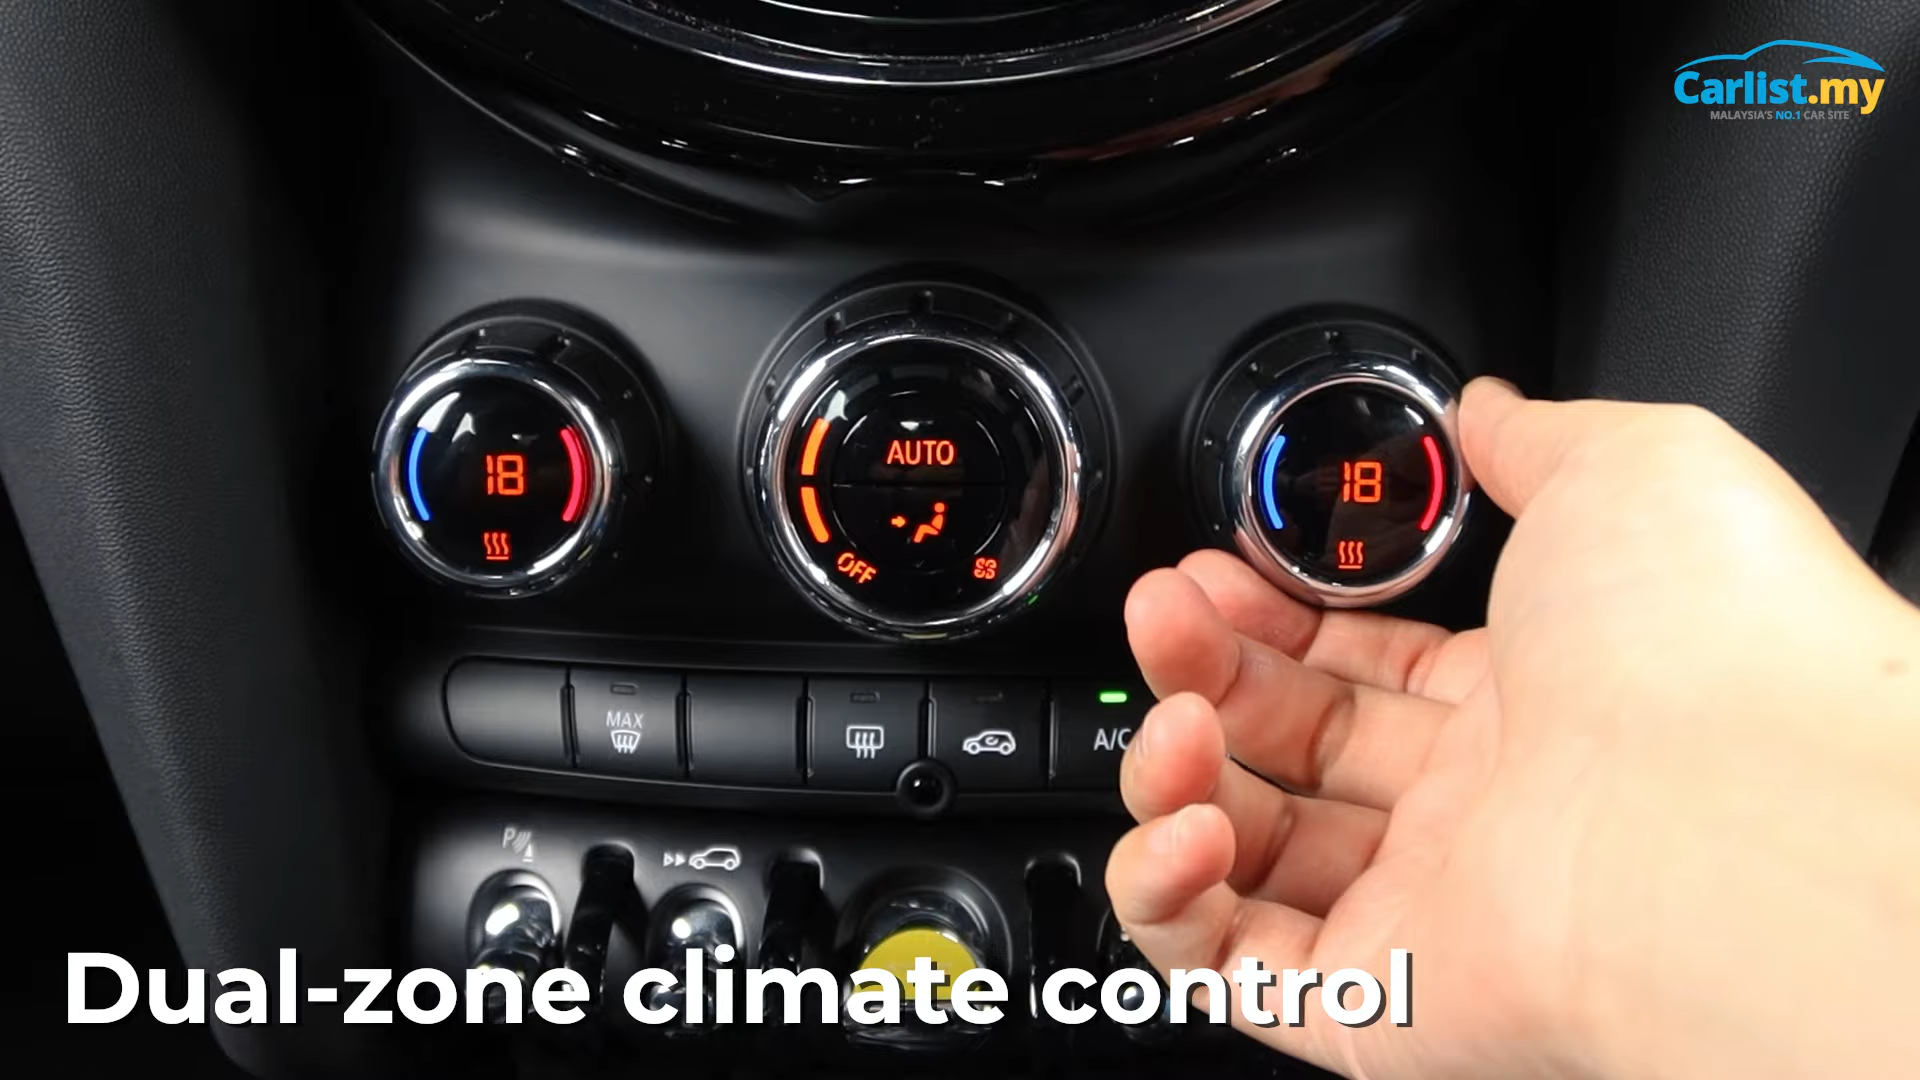 Carlist.my
MALAYSIA'S NO.1 CAR SITE
18
AUTO
18
OFF
MAX
A/C
P
Dual-zone climate control